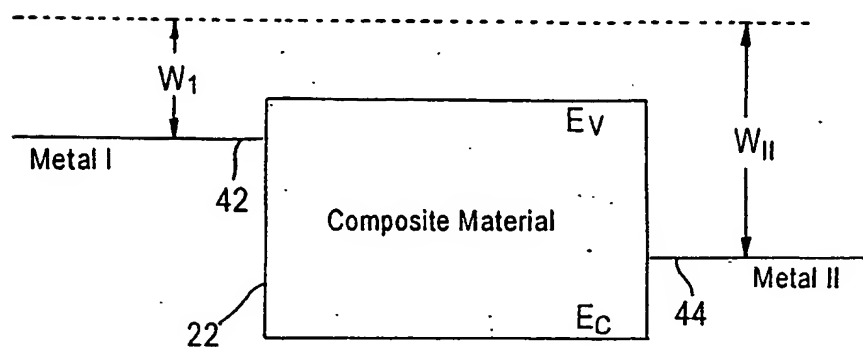 W1
EV
WII
Metal I
42
Composite Material
Metal II
22
EC
44